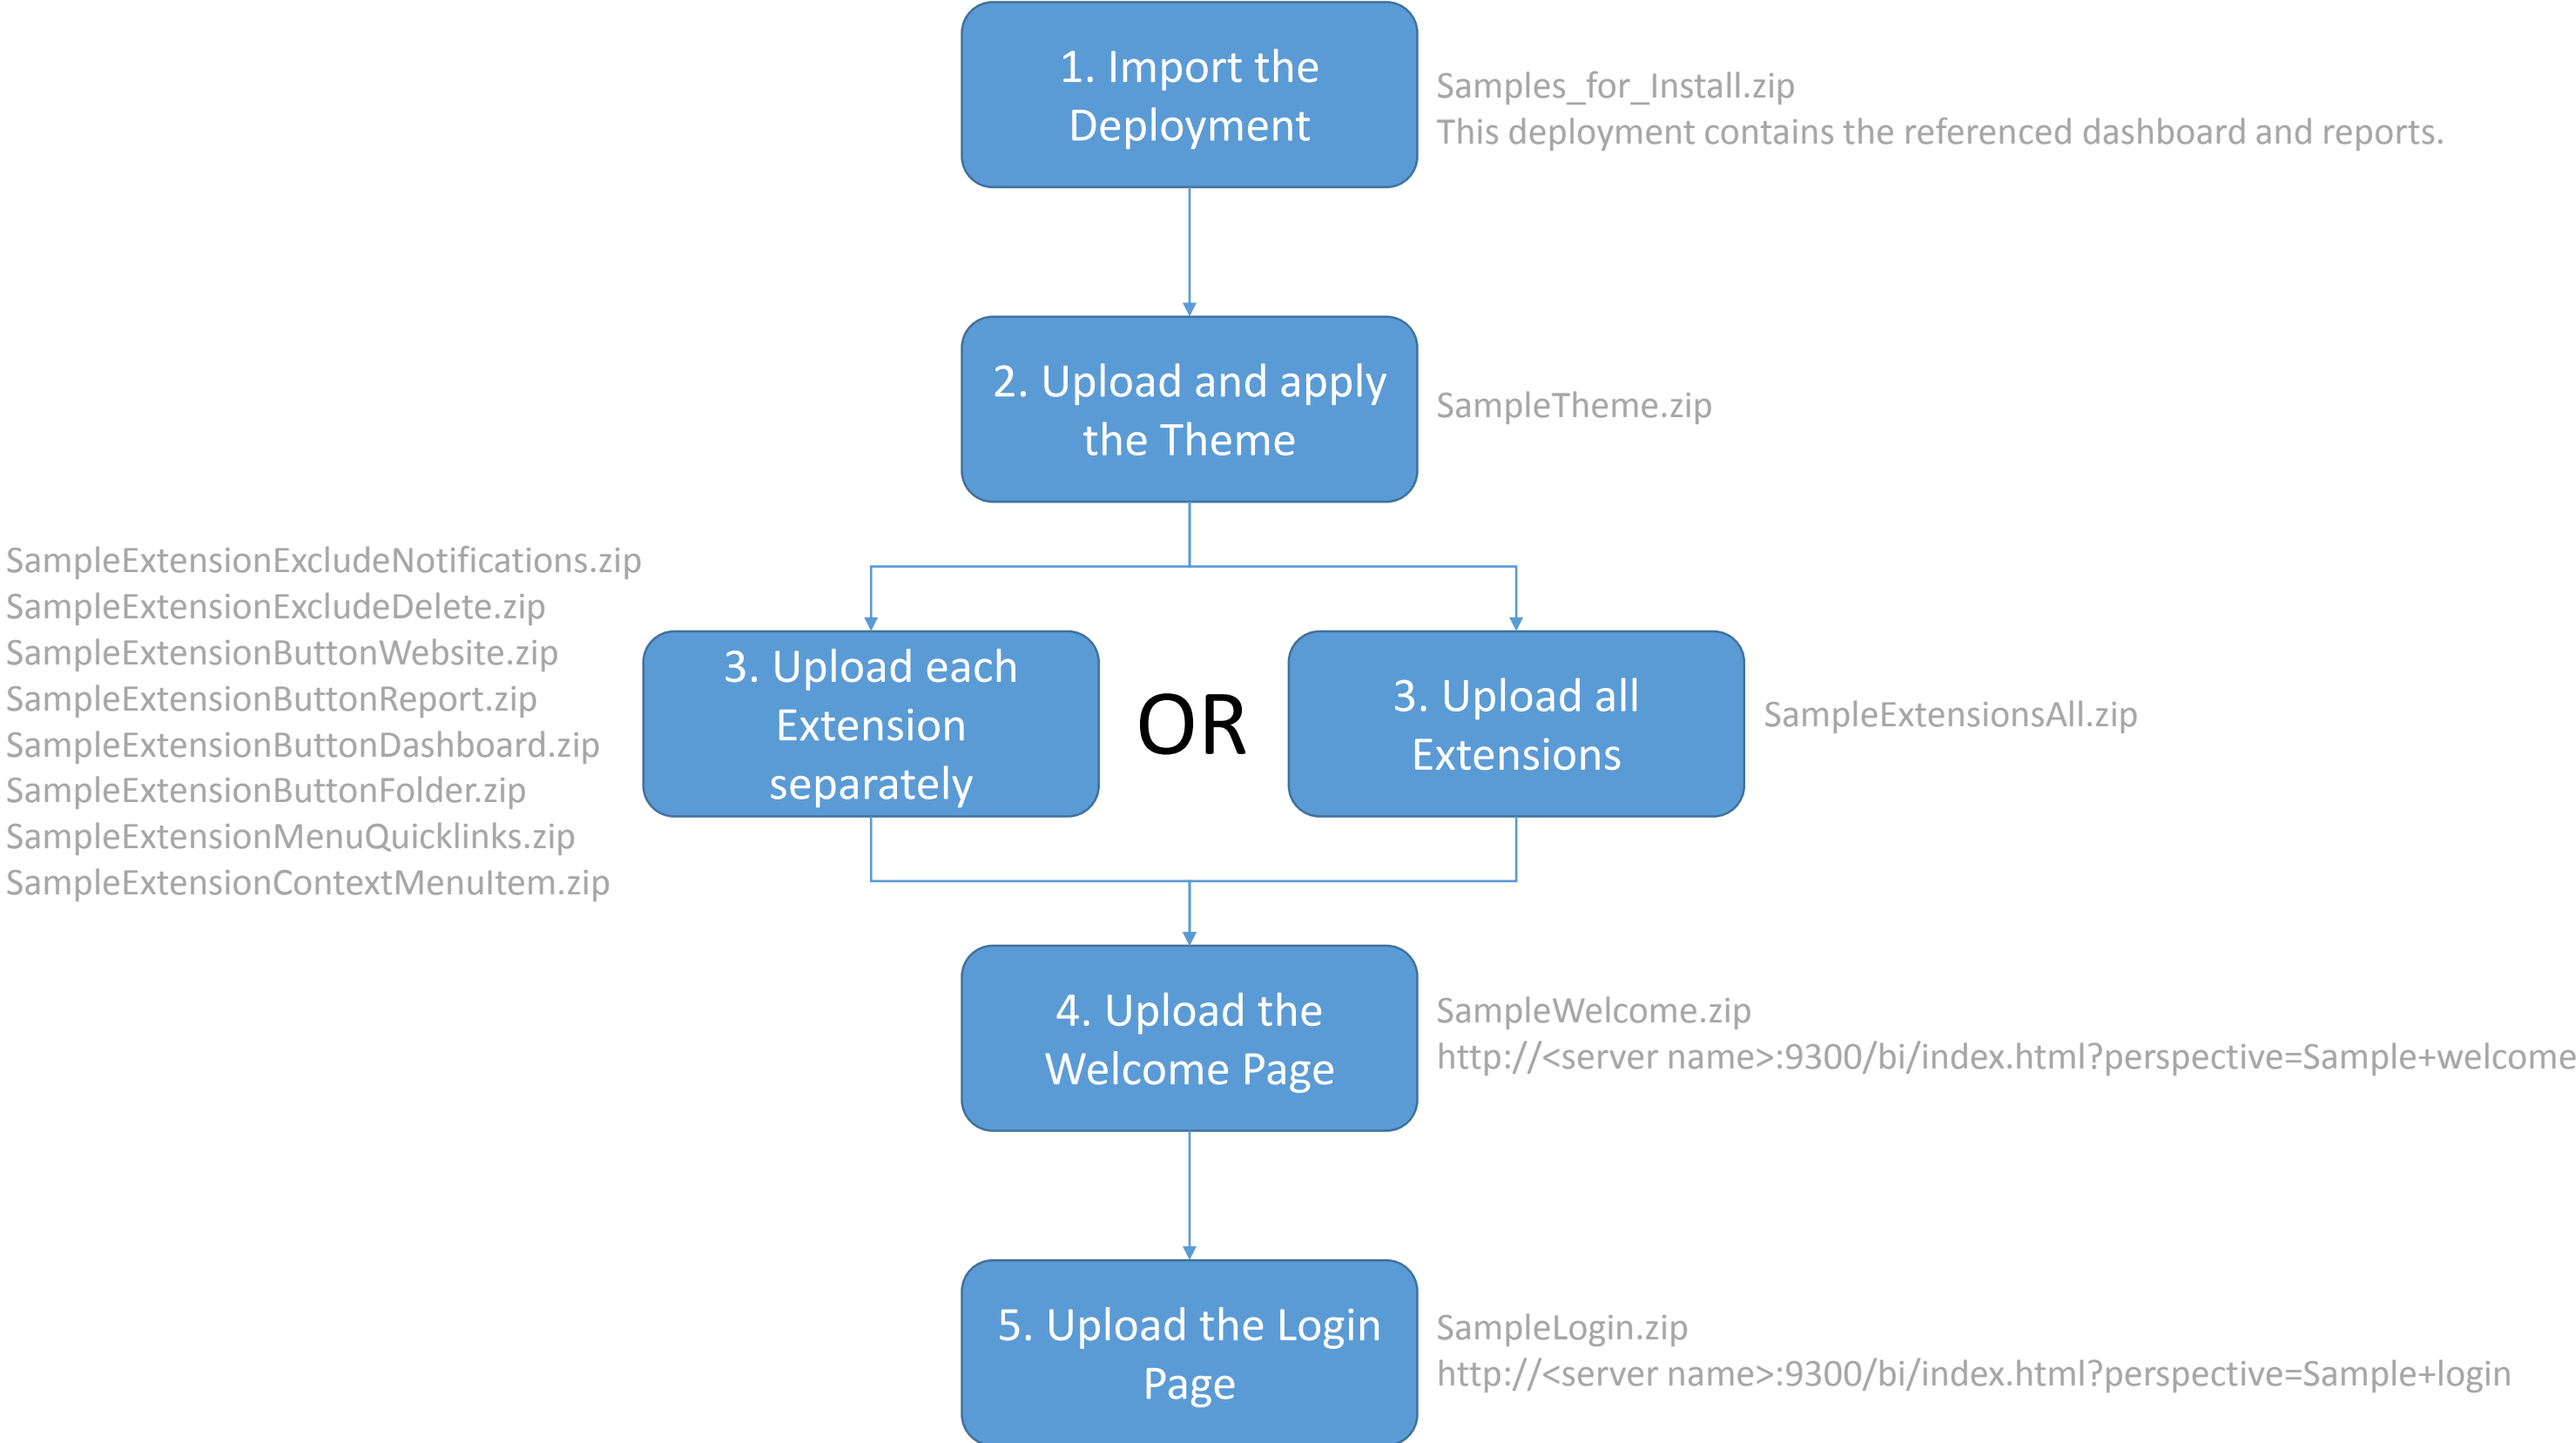 1. Import the
Deployment
Samples_for_Install.zip
This deployment contains the referenced dashboard and reports.
2. Upload and apply
the Theme
SampleTheme.zip
SampleExtensionExcludeNotifications.zip
SampleExtensionExcludeDelete.zip
SampleExtensionButtonWebsite.zip
SampleExtensionButtonReport.zip
SampleExtensionButtonDashboard.zip
SampleExtensionButtonFolder.zip
SampleExtensionMenuQuicklinks.zip
SampleExtensionContextMenuItem.zip
3. Upload each
Extension
separately
OR
3. Upload all
Extensions
SampleExtensionsAll.zip
4. Upload the
Welcome Page
SampleWelcome.zip
http://<server name>:9300/bi/index.html?perspective=Sample+welcome
5. Upload the Login
Page
SampleLogin.zip
http://<server name>:9300/bi/index.html?perspective=Sample+login